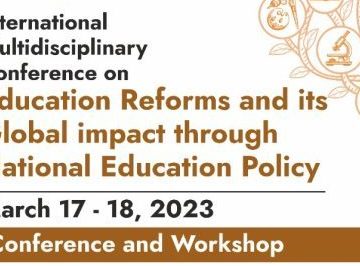 nternational
ultidisciplinary
onference on
ducation Reforms and its
Global impact through
ational Education Policy
arch 17 - 18, 2023
Conference and Workshop